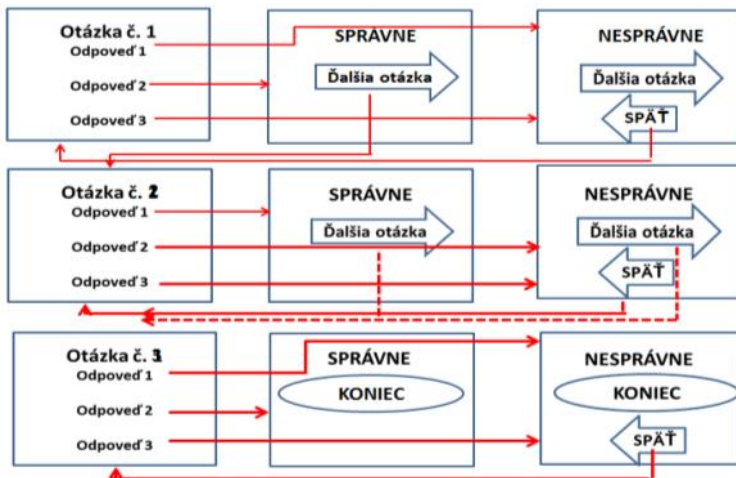 Otázka č. 1
Odpoveď 1
Odpoveď 2
Odpoveď 3
SPRÁVNE
Ďalšia otázka
NESPRÁVNE
Ďalšia otázka
SPÄŤ
Otázka č. 2
Odpoveď 1
Odpoveď 2
Odpoveď 3
SPRÁVNE
Ďalšia otázka
NESPRÁVNE
Ďalšia otázka
SPÄŤ
Otázka č. 3
Odpoveď 1
Odpoveď 2
Odpoveď 3
SPRÁVNE
KONIEC
NESPRÁVNE
KONIEC
SPÄŤ